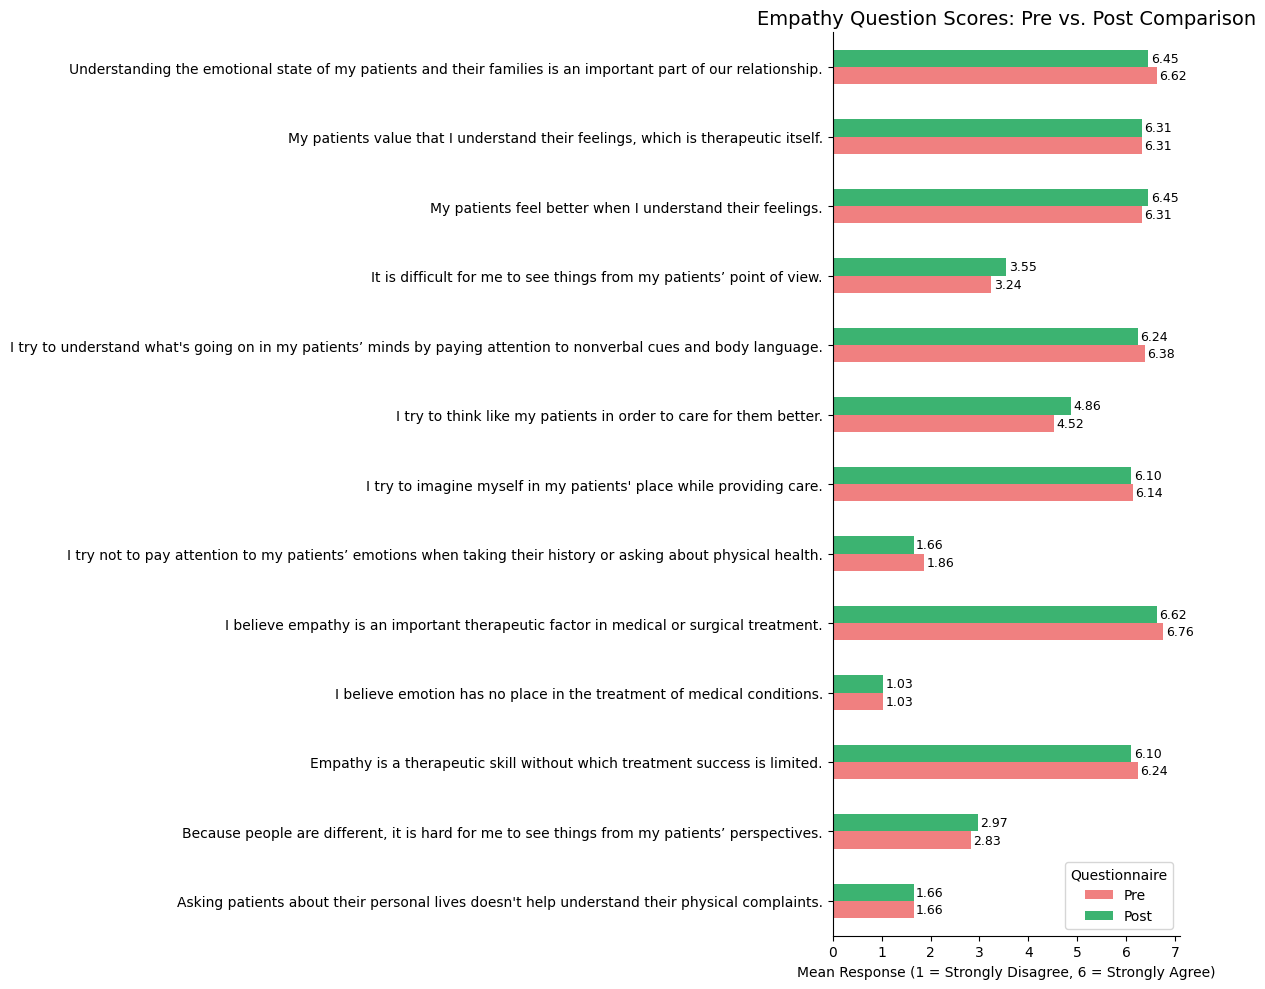 Empathy Question Scores: Pre vs. Post Comparison
Understanding the emotional state of my patients and their families is an important part of our relationship.
6.45
6.62
My patients value that I understand their feelings, which is therapeutic itself.
6.31
6.31
My patients feel better when I understand their feelings.
6.45
6.31
It is difficult for me to see things from my patients’ point of view.
3.55
3.24
I try to understand what's going on in my patients’ minds by paying attention to nonverbal cues and body language.
6.24
6.38
I try to think like my patients in order to care for them better.
4.86
4.52
I try to imagine myself in my patients' place while providing care.
6.10
6.14
I try not to pay attention to my patients’ emotions when taking their history or asking about physical health.
1.66
1.86
I believe empathy is an important therapeutic factor in medical or surgical treatment.
6.62
6.76
I believe emotion has no place in the treatment of medical conditions.
1.03
1.03
Empathy is a therapeutic skill without which treatment success is limited.
6.10
6.24
Because people are different, it is hard for me to see things from my patients’ perspectives.
2.97
2.83
Asking patients about their personal lives doesn't help understand their physical complaints.
1.66
1.66
Questionnaire
Pre
Post
0 1 2 3 4 5 6 7
Mean Response (1 = Strongly Disagree, 6 = Strongly Agree)